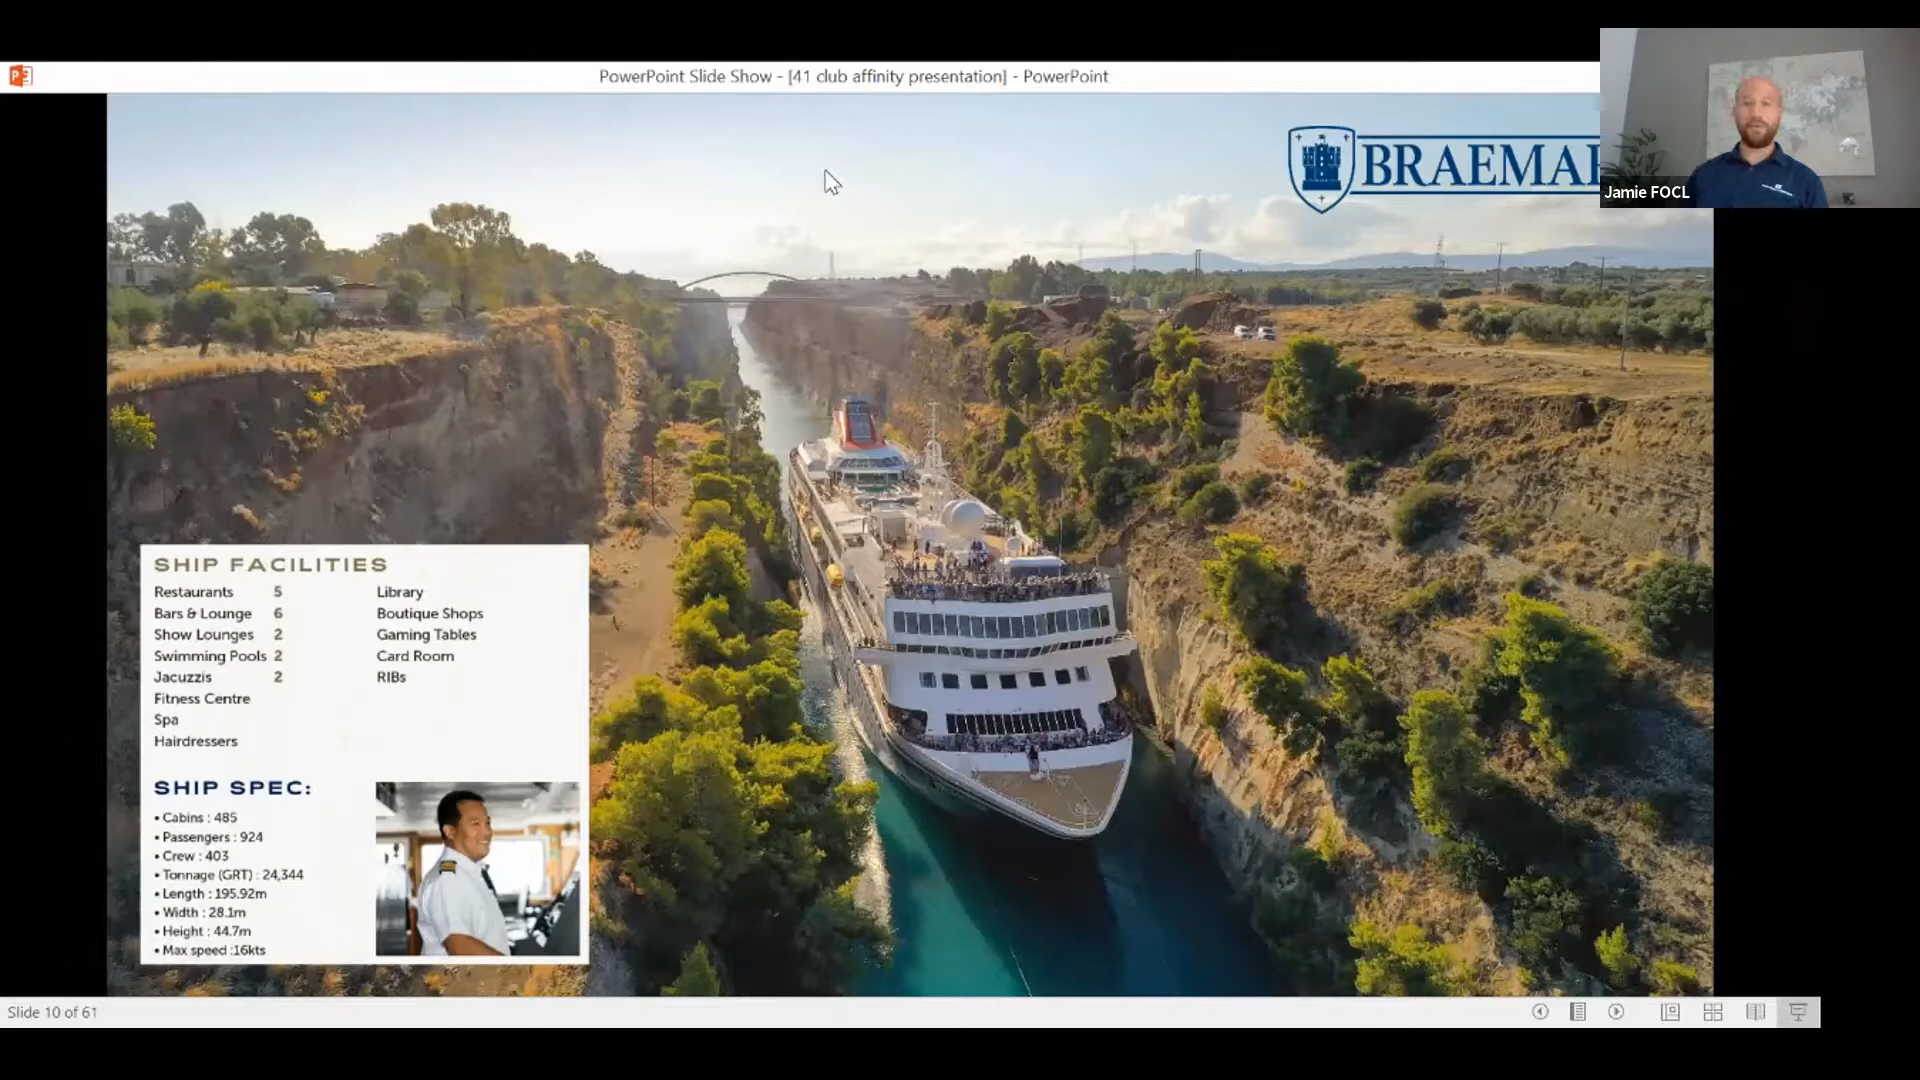 PowerPoint Slide Show - [41 club affinity presentation] - PowerPoint
BRAEMAR
Jamie FOCL
SHIP FACILITIES
Restaurants 5
Bars & Lounge 6
Show Lounges 2
Swimming Pools 2
Jacuzzis 2
Fitness Centre
Spa
Hairdressers
Library
Boutique Shops
Gaming Tables
Card Room
RIBs
SHIP SPEC:
• Cabins : 485
• Passengers : 924
• Crew : 403
• Tonnage (GRT) : 24,344
• Length : 195.92m
• Width : 28.1m
• Height : 44.7m
• Max speed :16kts
Slide 10 of 61